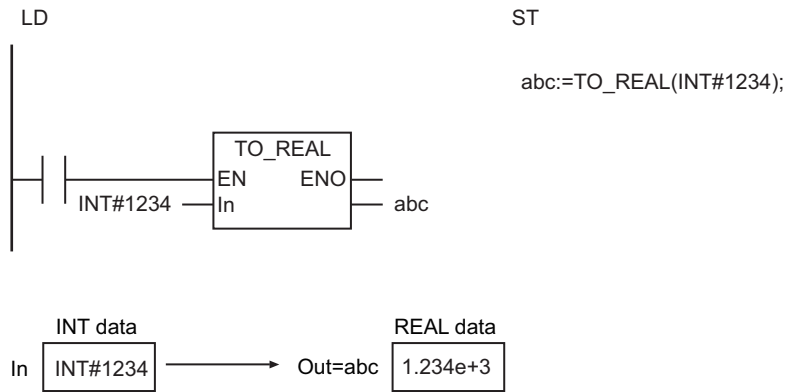 LD
ST
abc:=TO_REAL(INT#1234);
TO_REAL
EN ENO
INT#1234 In abc
INT data REAL data
In INT#1234 Out=abc 1.234e+3